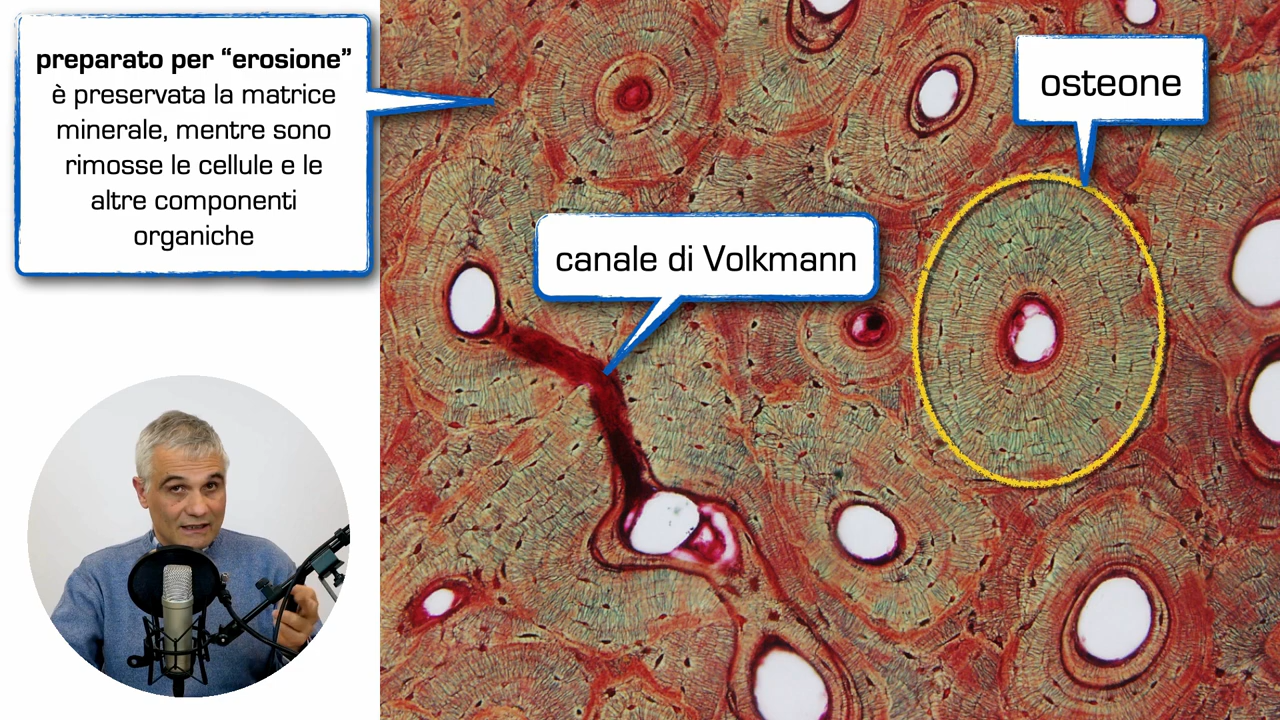 preparato per “erosione”
è preservata la matrice
minerale, mentre sono
rimosse le cellule e le
altre componenti
organiche
osteone
canale di Volkmann